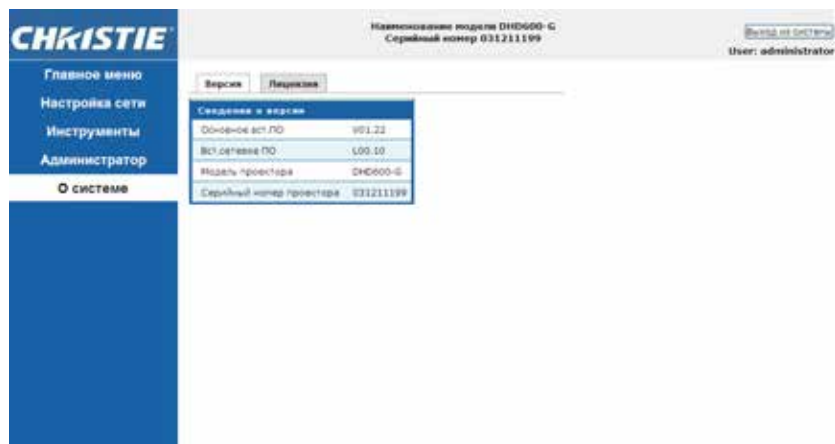 CHRISTIE
Наименование модели DHD600-G
Серийный номер 031211199
Выход из системы
User: administrator
Главное меню
Настройка сети
Инструменты
Администратор
О системе
Версия
Лицензия
Сведения о версии
Основное вст.ПО V01.22
Вст.сетевое ПО L00.10
Модель проектора DHD600-G
Серийный номер проектора 031211199